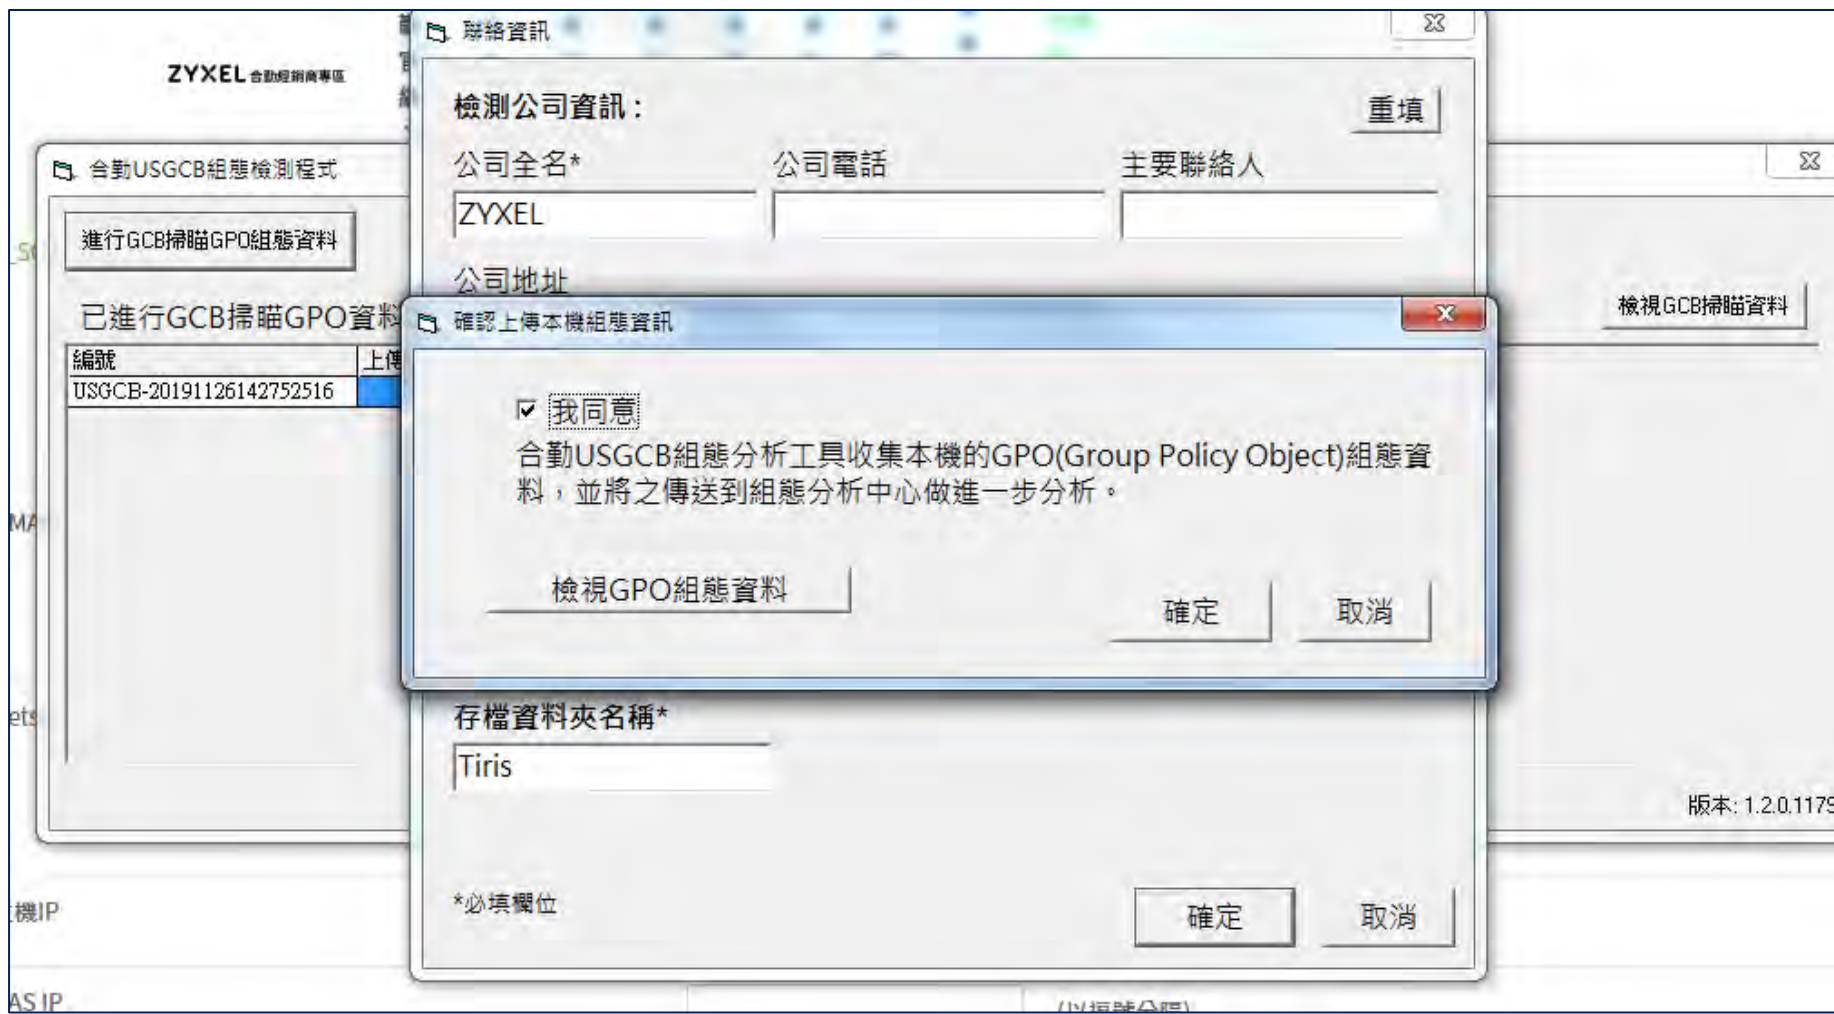 ZYXEL 合勤經銷商專區
聯絡資訊
檢測公司資訊：
重填
公司全名*
公司電話
主要聯絡人
ZYXEL
公司地址
合勤USGCB組態檢測程式
進行GCB掃瞄GPO組態資料
已進行GCB掃瞄GPO資料
檢視GCB掃瞄資料
編號
上傳
USGCB-20191126142752516
確認上傳本機組態資訊
我同意
合勤USGCB組態分析工具收集本機的GPO(Group Policy Object)組態資
料，並將之傳送到組態分析中心做進一步分析。
檢視GPO組態資料
確定
取消
存檔資料夾名稱*
Tiris
版本: 1.2.0.1179
*必填欄位
確定
取消
機IP
AS IP
ets
MA